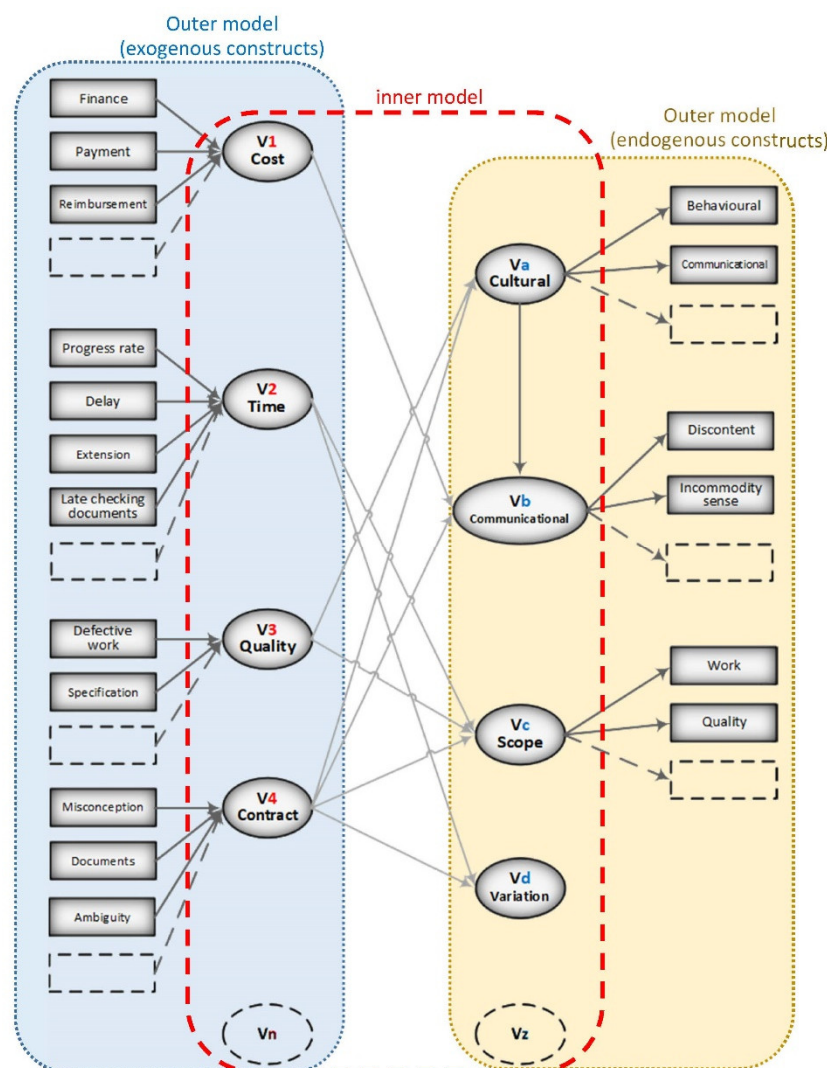 Outer model
(exogenous constructs)
inner model
Outer model
(endogenous constructs)
Finance
Payment
Reimbursement
V1
Cost
Progress rate
Delay
Extension
Late checking
documents
V2
Time
Defective
work
Specification
V3
Quality
Misconception
Documents
Ambiguity
V4
Contract
Vn
Va
Cultural
Behavioural
Communicational
Vb
Communicational
Discontent
Incommodity
sense
Vc
Scope
Work
Quality
Vd
Variation
Vz